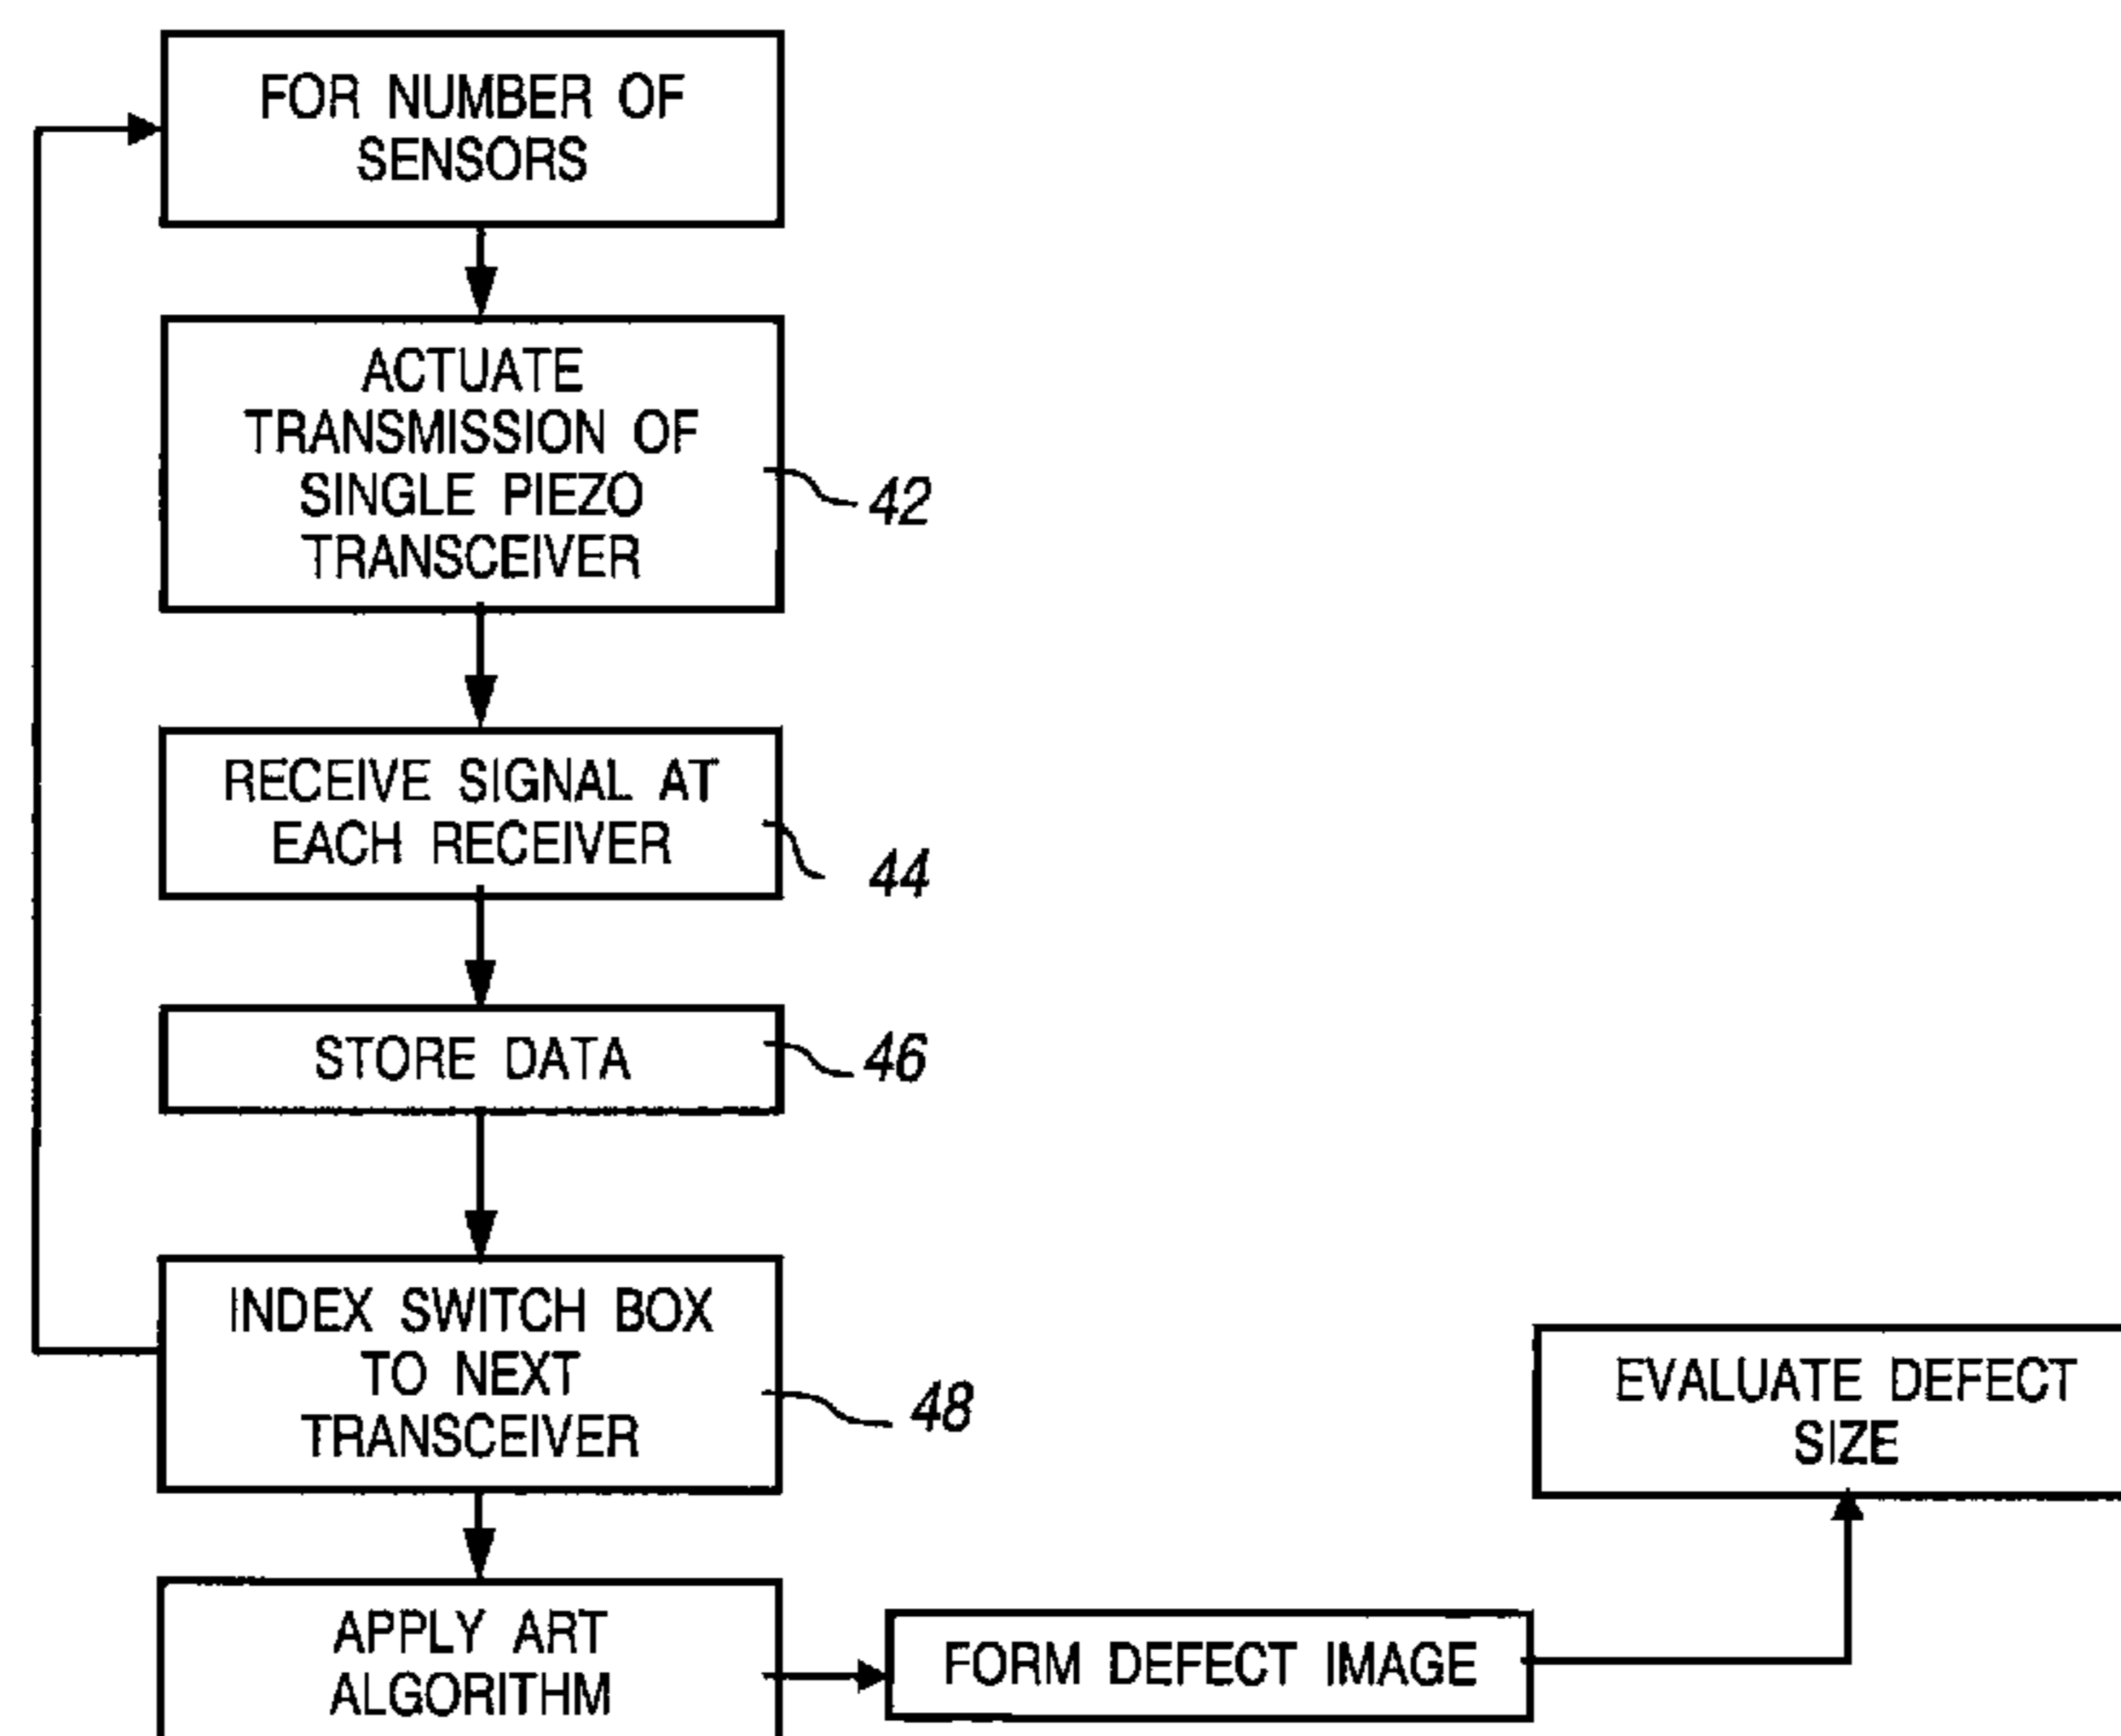 FOR NUMBER OF
SENSORS
ACTUATE
TRANSMISSION OF
SINGLE PIEZO
TRANSCEIVER
42
RECEIVE SIGNAL AT
EACH RECEIVER
44
STORE DATA
46
INDEX SWITCH BOX
TO NEXT
TRANSCEIVER
48
APPLY ART
ALGORITHM
FORM DEFECT IMAGE
EVALUATE DEFECT
SIZE